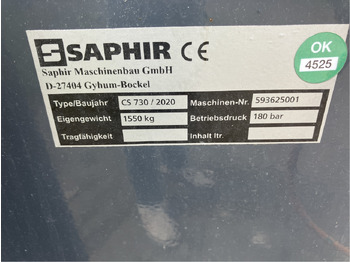 SAPHIR CE
Saphir Maschinenbau GmbH
D-27404 Gyhum-Bockel
Type/Baujahr CS 730 / 2020 Maschinen-Nr. 593625001
Eigengewicht 1550 kg Betriebsdruck 180 bar
Tragfähigkeit Inhalt ltr.
OK
4525